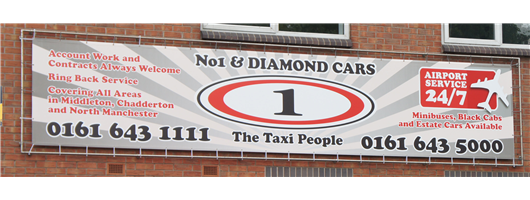 Account Work and
Contracts Always Welcome
Ring Back Service
Covering All Areas
in Middleton, Chadderton
and North Manchester
0161 643 1111
No1 & DIAMOND CARS
1
The Taxi People
AIRPORT
SERVICE
24/7
Minibuses, Black Cabs
and Estate Cars Available
0161 643 5000